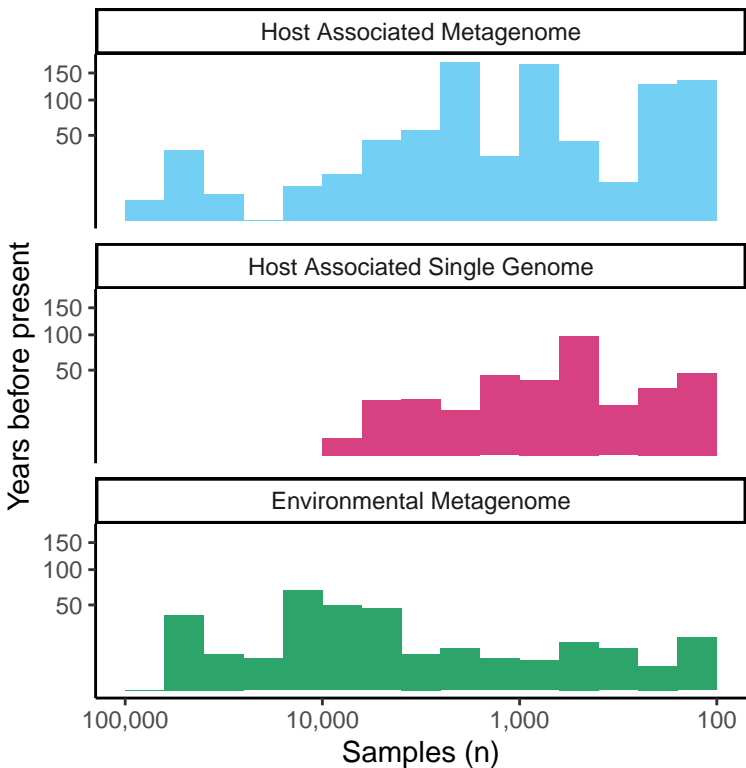 Host Associated Metagenome
150
100
50
Host Associated Single Genome
150
100
50
Years before present
Environmental Metagenome
150
100
50
100,000 10,000 1,000 100
Samples (n)